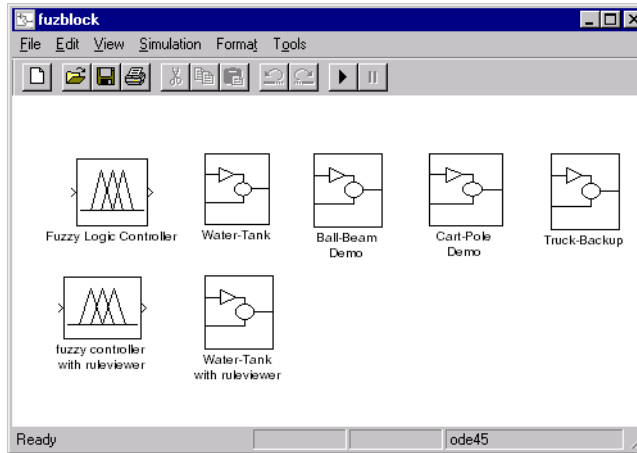 fuzblock
File Edit View Simulation Format Tools
Fuzzy Logic Controller
Water-Tank
Ball-Beam
Demo
Cart-Pole
Demo
Truck-Backup
fuzzy controller
with ruleviewer
Water-Tank
with ruleviewer
Ready
ode45